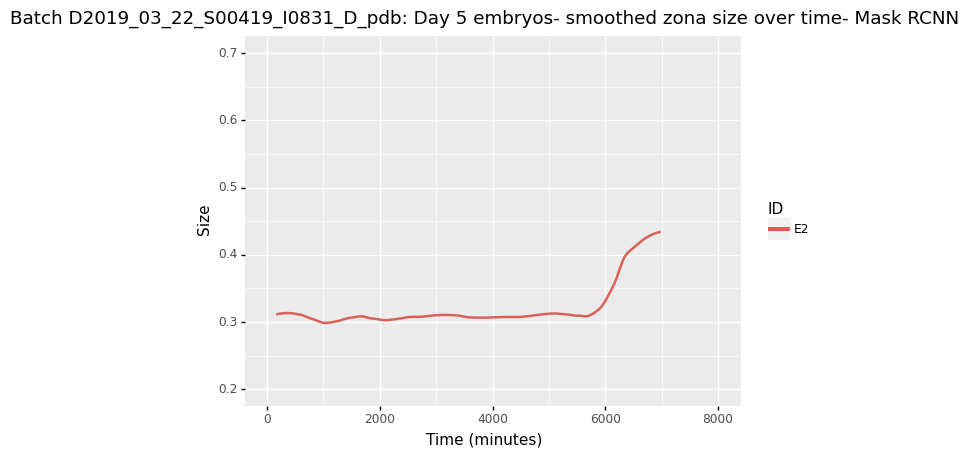 Batch D2019_03_22_S00419_I0831_D_pdb: Day 5 embryos- smoothed zona size over time- Mask RCNN
0.7
0.6
0.5
0.4
0.3
0.2
Size
0 2000 4000 6000 8000
Time (minutes)
ID
E2